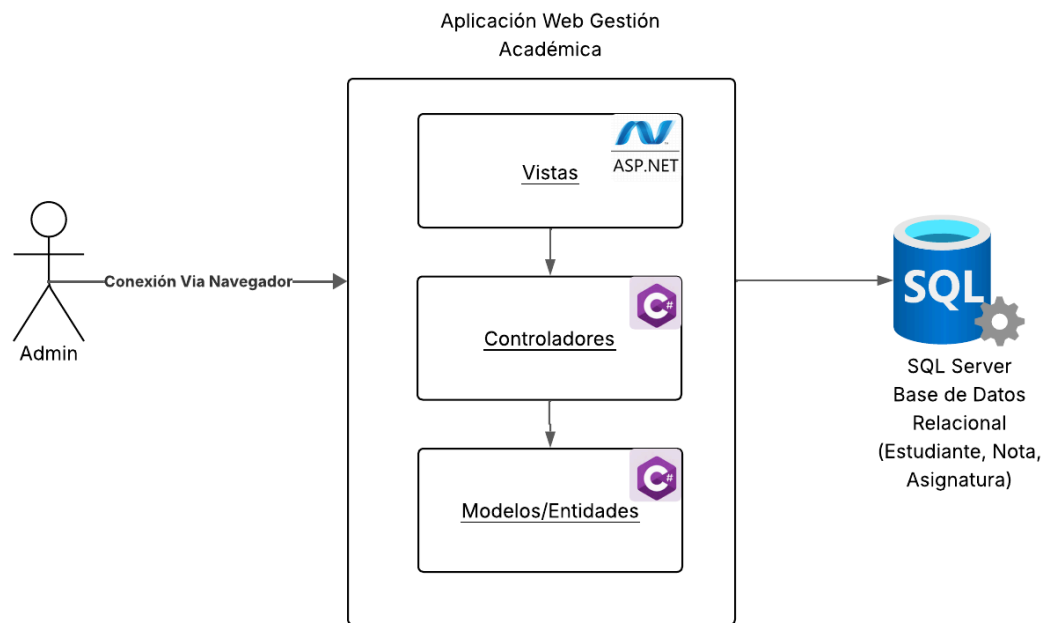 Aplicación Web Gestión
Académica
ASP.NET
Vistas
Conexión Via Navegador
Admin
C#
Controladores
C#
Modelos/Entidades
SQL
SQL Server
Base de Datos
Relacional
(Estudiante, Nota,
Asignatura)